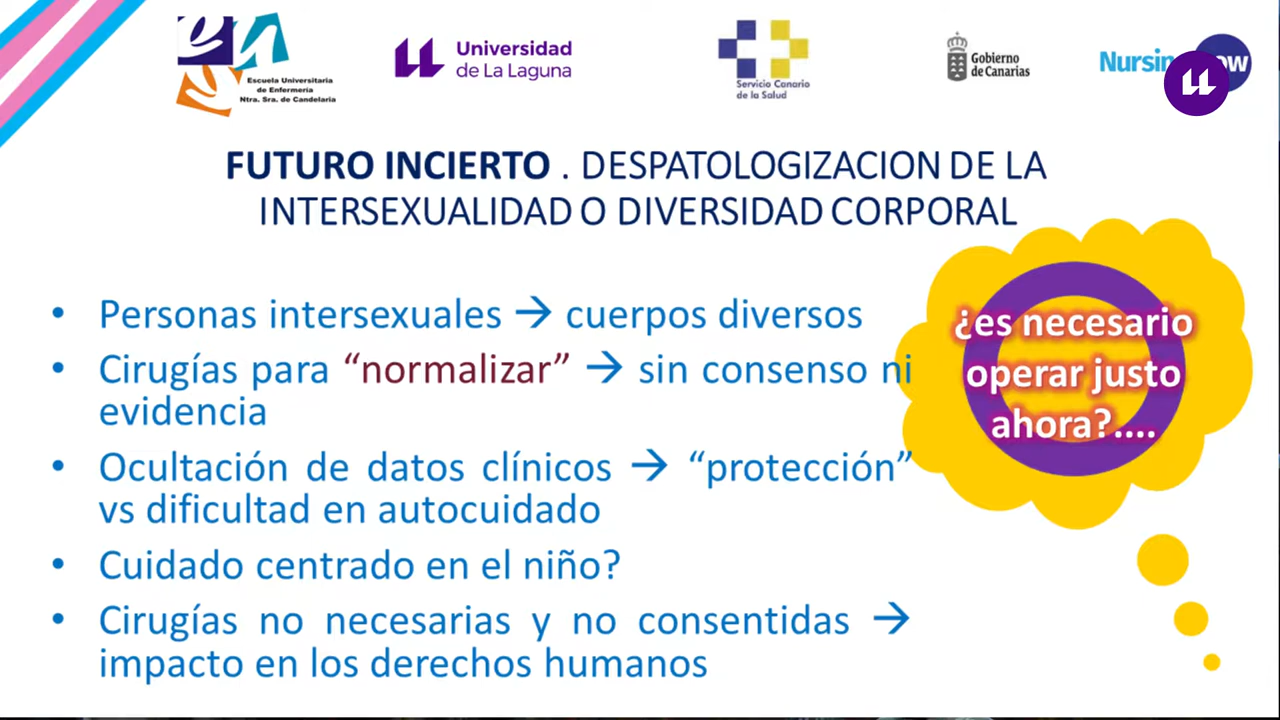 Escuela Universitaria
de Enfermería
Ntra. Sra. de Candelaria
Universidad
de La Laguna
Servicio Canario
de la Salud
Gobierno
de Canarias
FUTURO INCIERTO . DESPATOLOGIZACION DE LA
INTERSEXUALIDAD O DIVERSIDAD CORPORAL
• Personas intersexuales → cuerpos diversos
• Cirugías para “normalizar” → sin consenso ni
evidencia
• Ocultación de datos clínicos → “protección”
vs dificultad en autocuidado
• Cuidado centrado en el niño?
• Cirugías no necesarias y no consentidas →
impacto en los derechos humanos
¿es necesario
operar justo
ahora?....